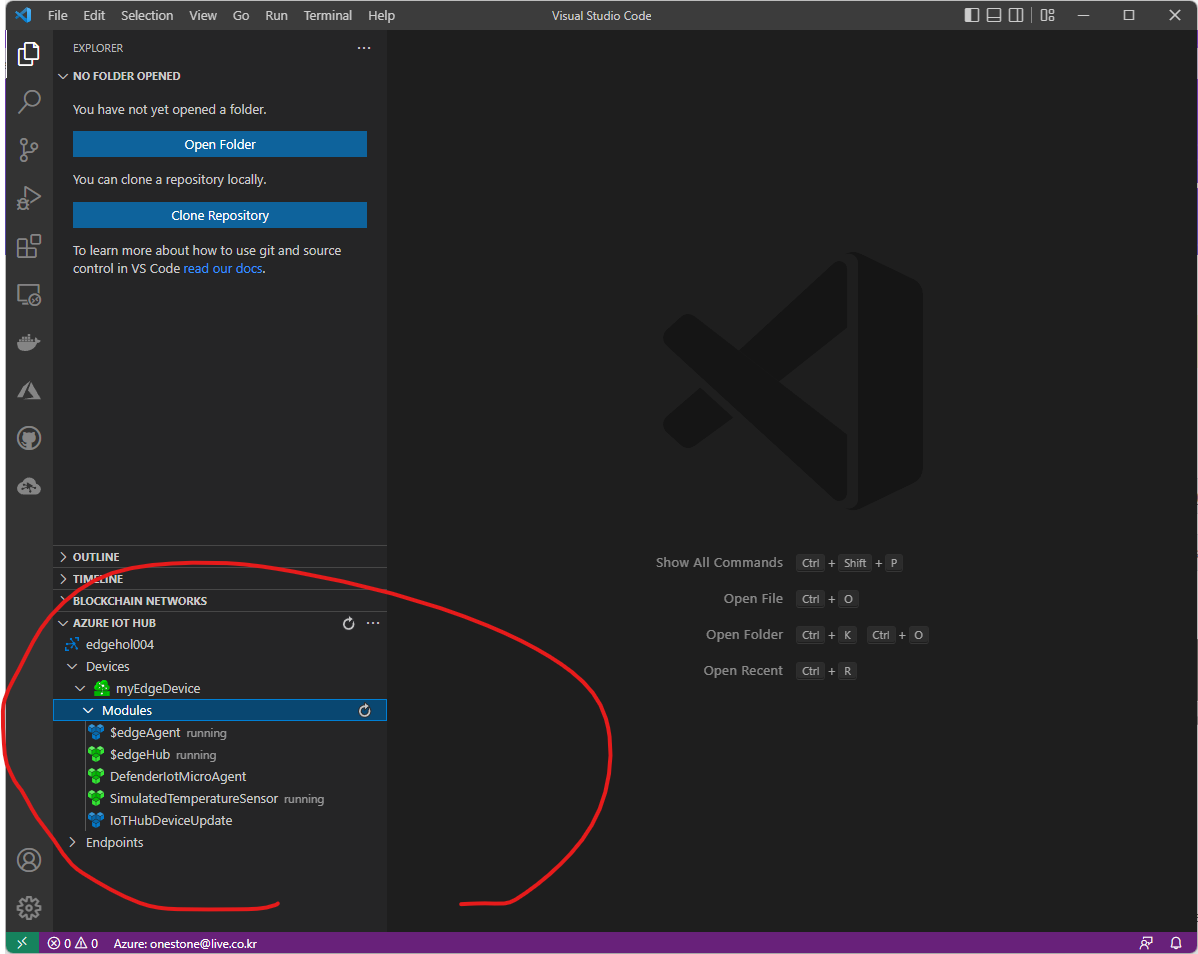 File Edit Selection View Go Run Terminal Help Visual Studio Code
EXPLORER
NO FOLDER OPENED
You have not yet opened a folder.
Open Folder
You can clone a repository locally.
Clone Repository
To learn more about how to use git and source
control in VS Code read our docs.
OUTLINE
TIMELINE
BLOCKCHAIN NETWORKS
AZURE IOT HUB
edgehol004
Devices
myEdgeDevice
Modules
$edgeAgent running
$edgeHub running
DefenderIotMicroAgent
SimulatedTemperatureSensor running
IoTHubDeviceUpdate
Endpoints
Show All Commands Ctrl + Shift + P
Open File Ctrl + O
Open Folder Ctrl + K Ctrl + O
Open Recent Ctrl + R
0 0 Azure: onestone@live.co.kr